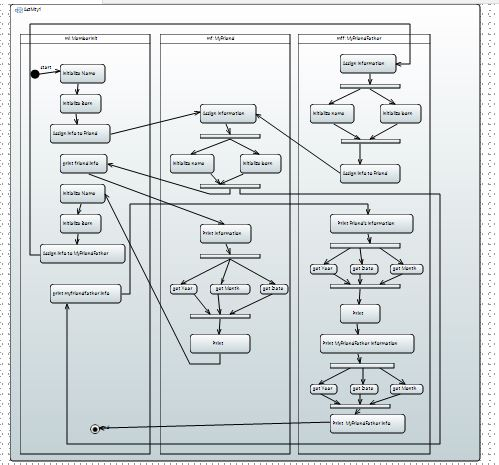 Activity1
m: MemberInit
mf: MyFriend
mff: MyFriendFather
start
Initialize Name
Initialize Born
Assign Info to Friend
print friend info
Initialize Name
Initialize Born
Assign Info to MyFriendFather
print myfriendfather info
Assign Information
Initialize name
Initialize born
Print Information
get Year
get Month
get Date
Print
Assign Information
Initialize name
Initialize born
Assign Info to Friend
Print Friend's Information
get Year
get Date
get Month
Print
Print MyFriendFather Information
get Year
get Date
get Month
Print MyFriendFather info